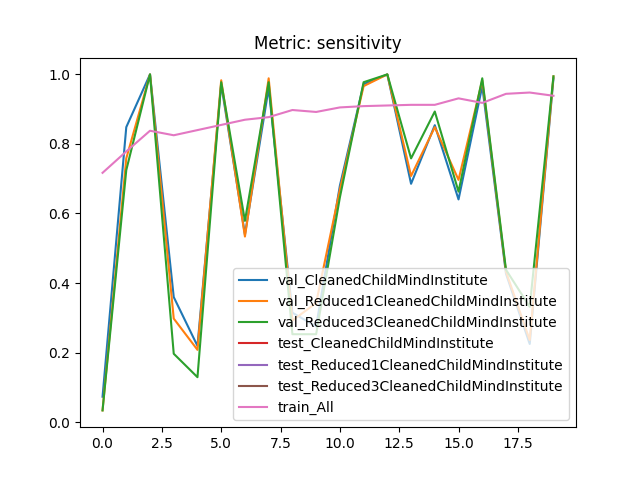 Metric: sensitivity
1.0
0.8
0.6
0.4
0.2
0.0
0.0 2.5 5.0 7.5 10.0 12.5 15.0 17.5
val_CleanedChildMindInstitute
val_Reduced1CleanedChildMindInstitute
val_Reduced3CleanedChildMindInstitute
test_CleanedChildMindInstitute
test_Reduced1CleanedChildMindInstitute
test_Reduced3CleanedChildMindInstitute
train_All